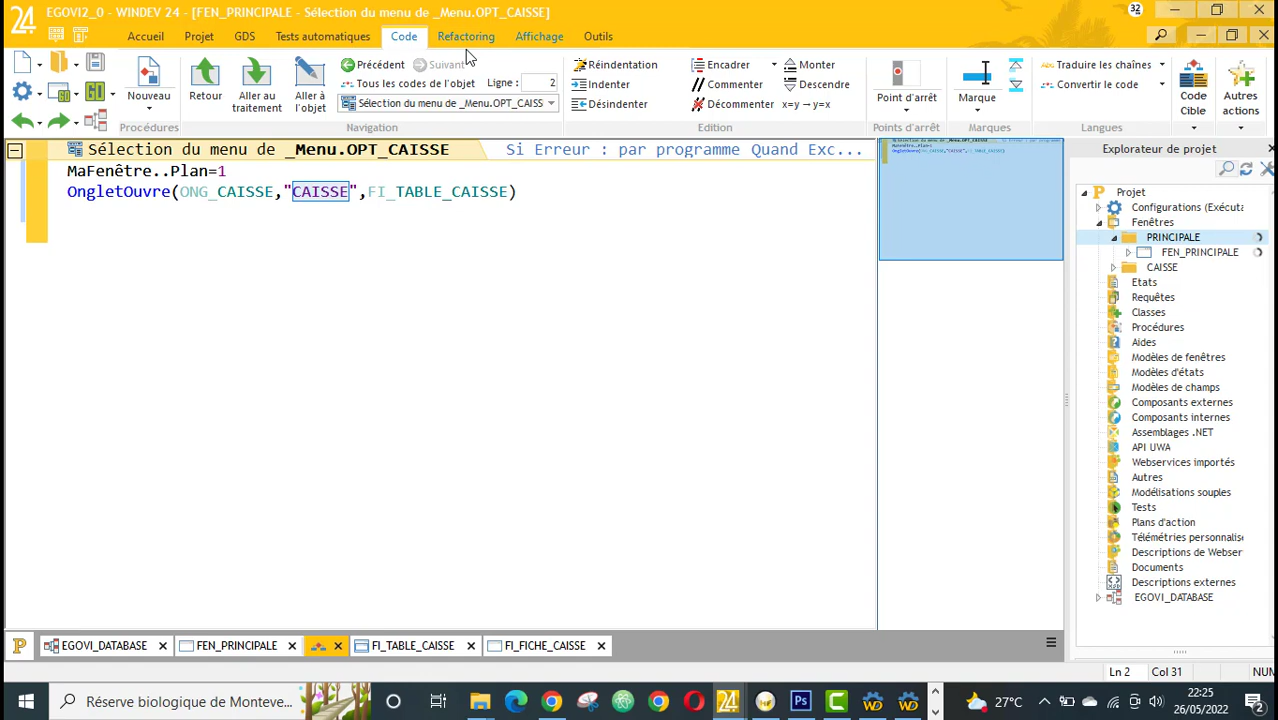 24 EGOVI2_0 - WINDEV 24 - [FEN_PRINCIPALE - Sélection du menu de _Menu.OPT_CAISSE] 32
Accueil Projet GDS Tests automatiques Code Refactoring Affichage Outils
Nouveau
Procédures
Retour
Aller au traitement
Aller à l'objet
Précédent Suivant
Tous les codes de l'objet Ligne : 2
Sélection du menu de _Menu.OPT_CAISS
Navigation
Réindentation
Indenter
Désindenter
Encadrer
Commenter
Décommenter
Monter
Descendre
x=y → y=x
Edition
Point d'arrêt
Points d'arrêt
Marque
Marques
Traduire les chaînes
Convertir le code
Langues
Code Cible
Autres actions
Sélection du menu de _Menu.OPT_CAISSE Si Erreur : par programme Quand Exc...
MaFenêtre..Plan=1
OngletOuvre(ONG_CAISSE,"CAISSE",FI_TABLE_CAISSE)
Explorateur de projet
Projet
Configurations (Exécuta
Fenêtres
PRINCIPALE
FEN_PRINCIPALE
CAISSE
Etats
Requêtes
Classes
Procédures
Aides
Modèles de fenêtres
Modèles d'états
Modèles de champs
Composants externes
Composants internes
Assemblages .NET
API UWA
Webservices importés
Autres
Modélisations souples
Tests
Plans d'action
Télémétries personnalisé
Descriptions de Webser
Documents
Descriptions externes
EGOVI_DATABASE
EGOVI_DATABASE FEN_PRINCIPALE FI_TABLE_CAISSE FI_FICHE_CAISSE
Ln 2 Col 31 NUM
Réserve biologique de Monteve... 24 Ps 27°C 22:25
26/05/2022